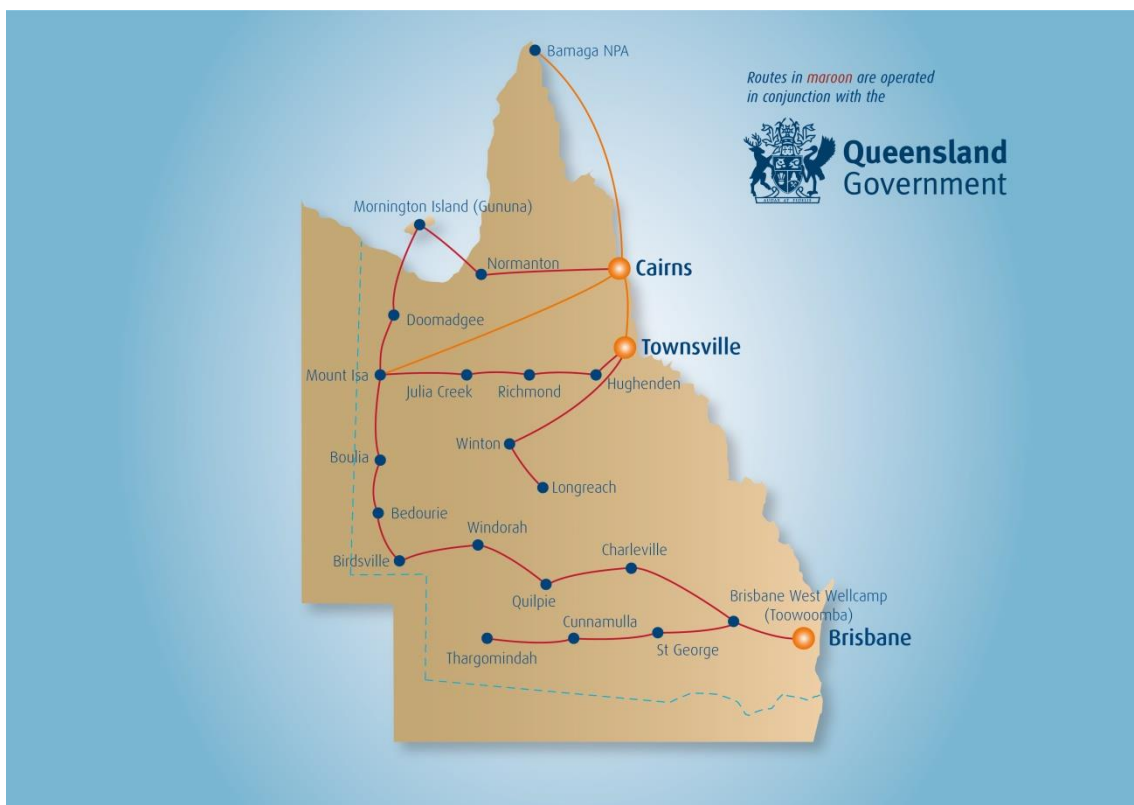 Bamaga NPA
Routes in maroon are operated
in conjunction with the
Queensland
Government
Mornington Island (Gununa)
Normanton
Cairns
Doomadgee
Townsville
Mount Isa
Julia Creek
Richmond
Hughenden
Winton
Boulia
Longreach
Bedourie
Windorah
Birdsville
Charleville
Quilpie
Brisbane West Wellcamp
(Toowoomba)
Cunnamulla
Thargomindah
St George
Brisbane